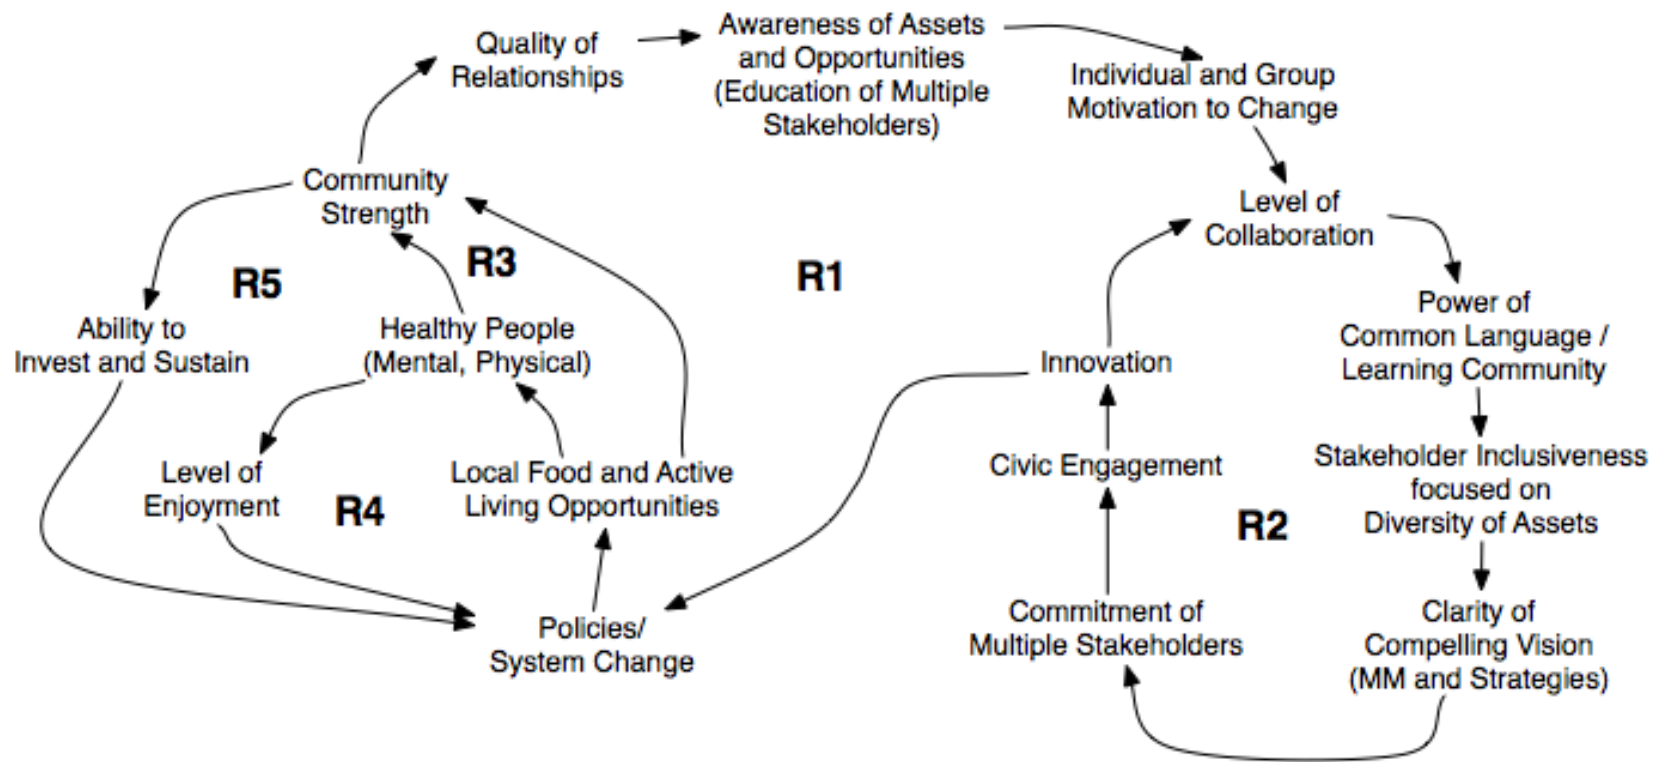 Quality of
Relationships
Awareness of Assets
and Opportunities
(Education of Multiple
Stakeholders)
Individual and Group
Motivation to Change
Community
Strength
Level of
Collaboration
R5
R3
R1
Ability to
Invest and Sustain
Healthy People
(Mental, Physical)
Innovation
Power of
Common Language /
Learning Community
Level of
Enjoyment
R4
Local Food and Active
Living Opportunities
Civic Engagement
R2
Stakeholder Inclusiveness
focused on
Diversity of Assets
Policies/
System Change
Commitment of
Multiple Stakeholders
Clarity of
Compelling Vision
(MM and Strategies)